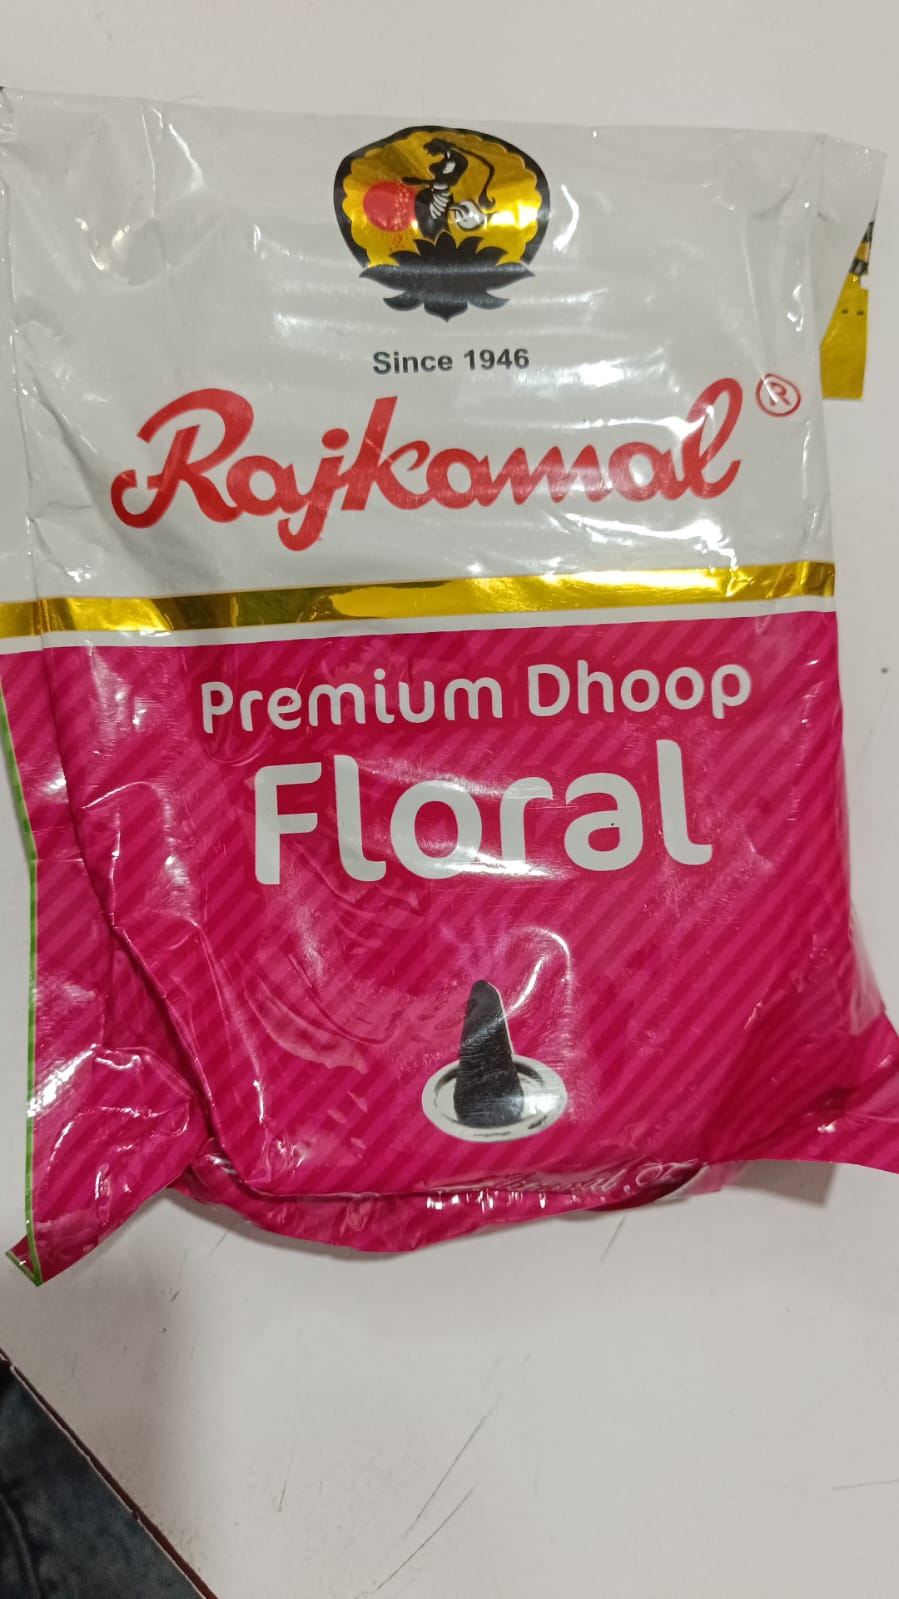 Since 1946
Rajkamal ®
Premium Dhoop
Floral